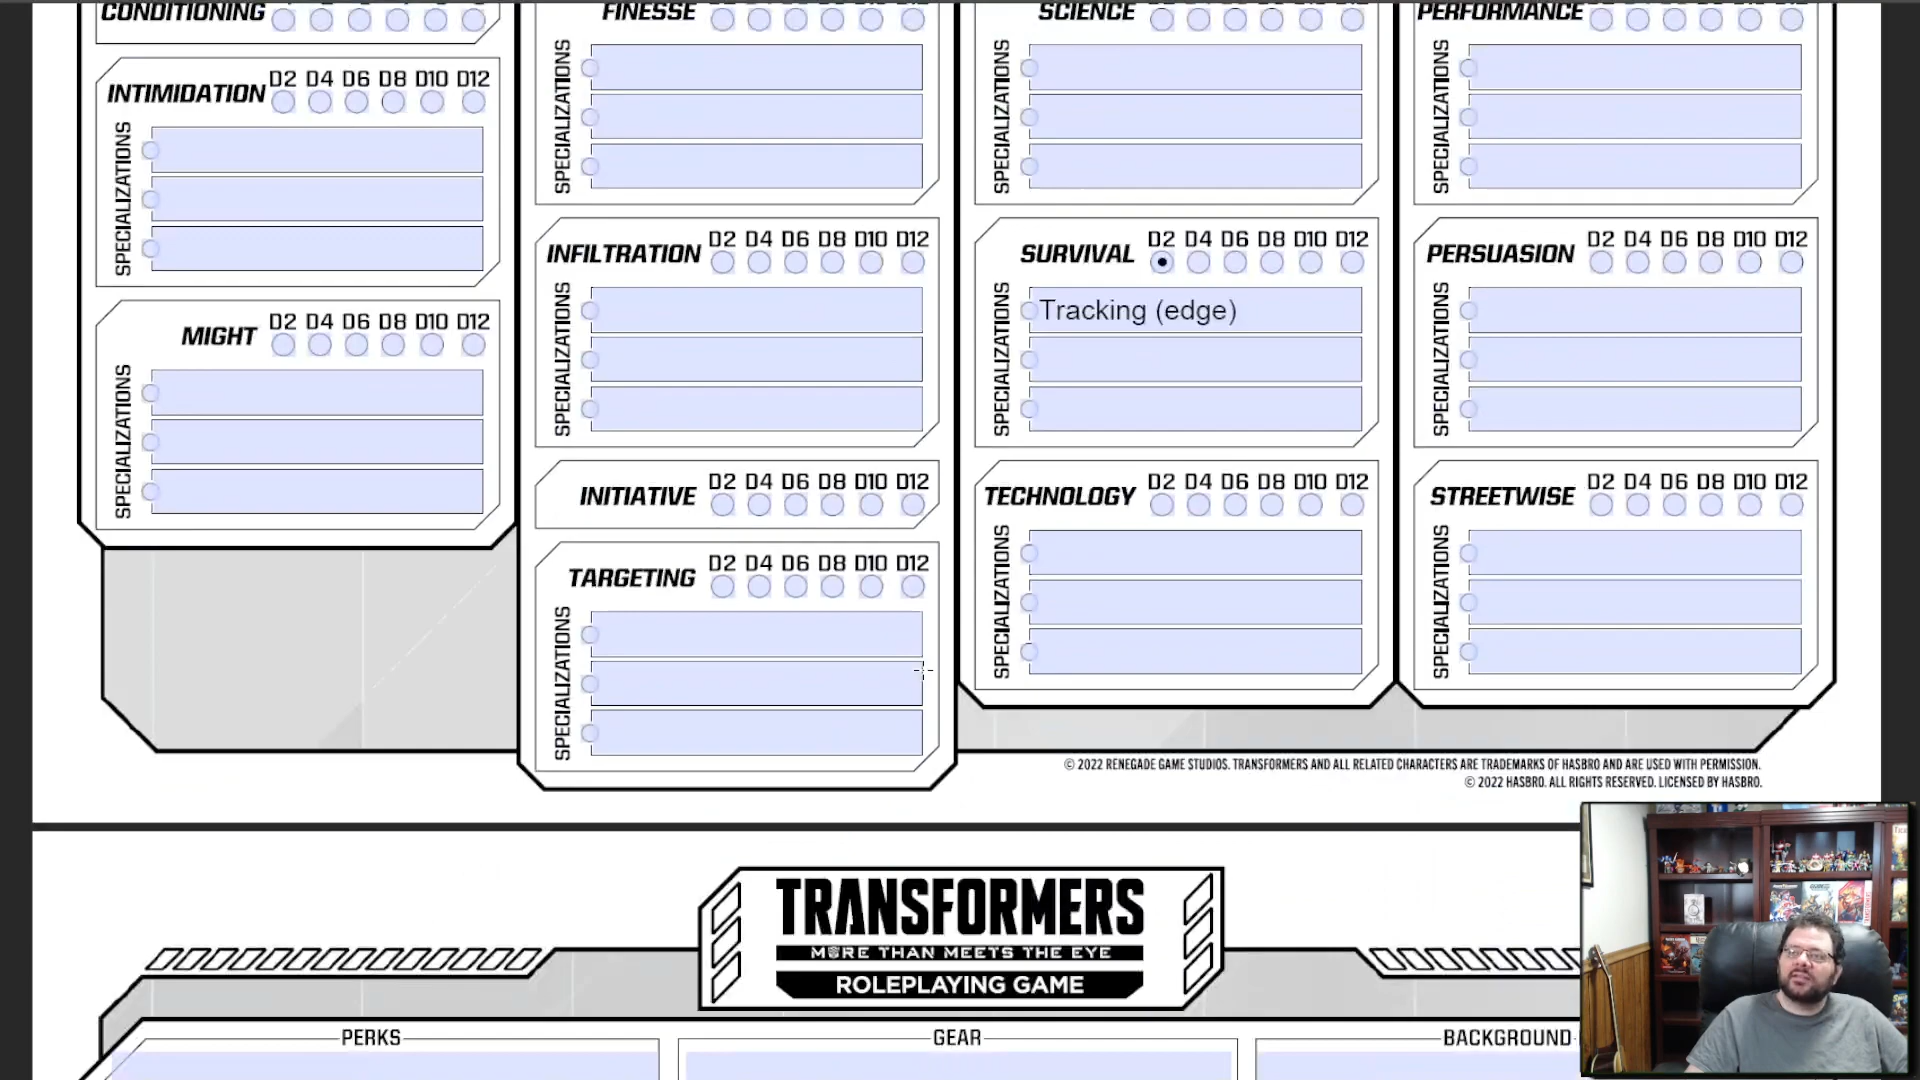 CONDITIONING
INTIMIDATION D2 D4 D6 D8 D10 D12
SPECIALIZATIONS
MIGHT D2 D4 D6 D8 D10 D12
SPECIALIZATIONS
FINESSE
SPECIALIZATIONS
INFILTRATION D2 D4 D6 D8 D10 D12
SPECIALIZATIONS
INITIATIVE D2 D4 D6 D8 D10 D12
TARGETING D2 D4 D6 D8 D10 D12
SPECIALIZATIONS
SCIENCE
SPECIALIZATIONS
SURVIVAL D2 D4 D6 D8 D10 D12
SPECIALIZATIONS
Tracking (edge)
TECHNOLOGY D2 D4 D6 D8 D10 D12
SPECIALIZATIONS
PERFORMANCE
SPECIALIZATIONS
PERSUASION D2 D4 D6 D8 D10 D12
SPECIALIZATIONS
STREETWISE D2 D4 D6 D8 D10 D12
SPECIALIZATIONS
© 2022 RENEGADE GAME STUDIOS. TRANSFORMERS AND ALL RELATED CHARACTERS ARE TRADEMARKS OF HASBRO AND ARE USED WITH PERMISSION.
© 2022 HASBRO. ALL RIGHTS RESERVED. LICENSED BY HASBRO.
TRANSFORMERS
MORE THAN MEETS THE EYE
ROLEPLAYING GAME
PERKS
GEAR
BACKGROUND